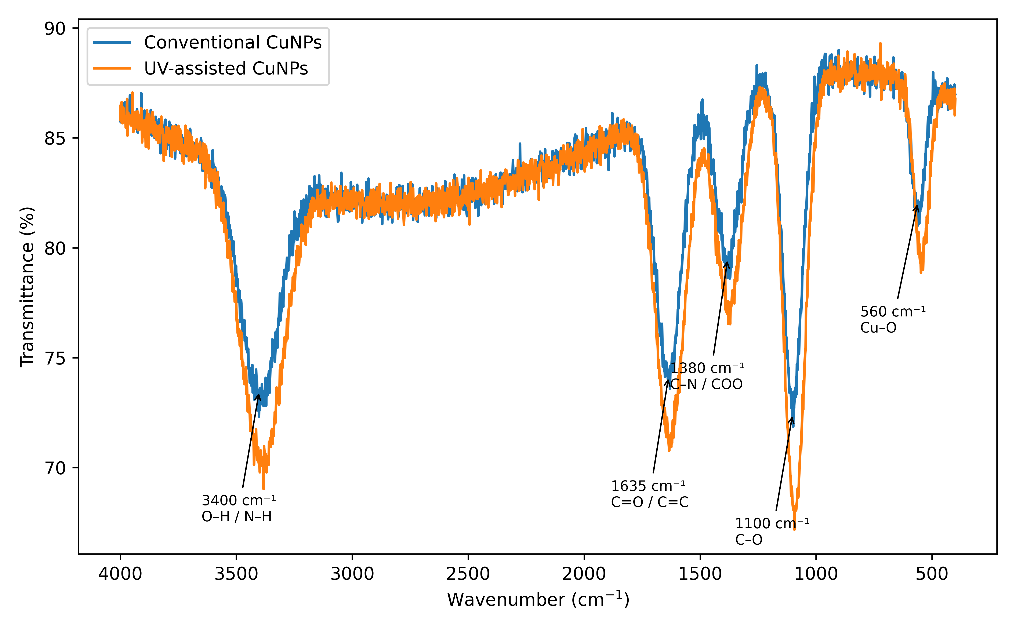 90
85
80
75
70
Transmittance (%)
Conventional CuNPs
UV-assisted CuNPs
3400 cm⁻¹
O–H / N–H
1635 cm⁻¹
C=O / C=C
1380 cm⁻¹
C–N / COO
1100 cm⁻¹
C–O
560 cm⁻¹
Cu–O
4000 3500 3000 2500 2000 1500 1000 500
Wavenumber (cm⁻¹)